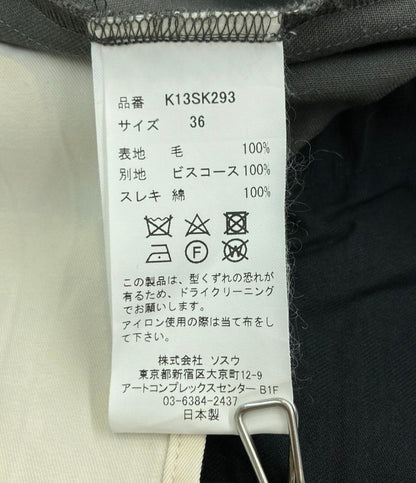 品番 K13SK293
サイズ 36
表地 毛 100%
別地 ビスコース 100%
スレキ 綿 100%
F W
この製品は、型くずれの恐れが
有るため、ドライクリーニング
でお願いします。
アイロン使用の際は当て布をし
て下さい。
株式会社 ソスウ
東京都新宿区大京町12-9
アートコンプレックスセンター B1F
03-6384-2437
日本製